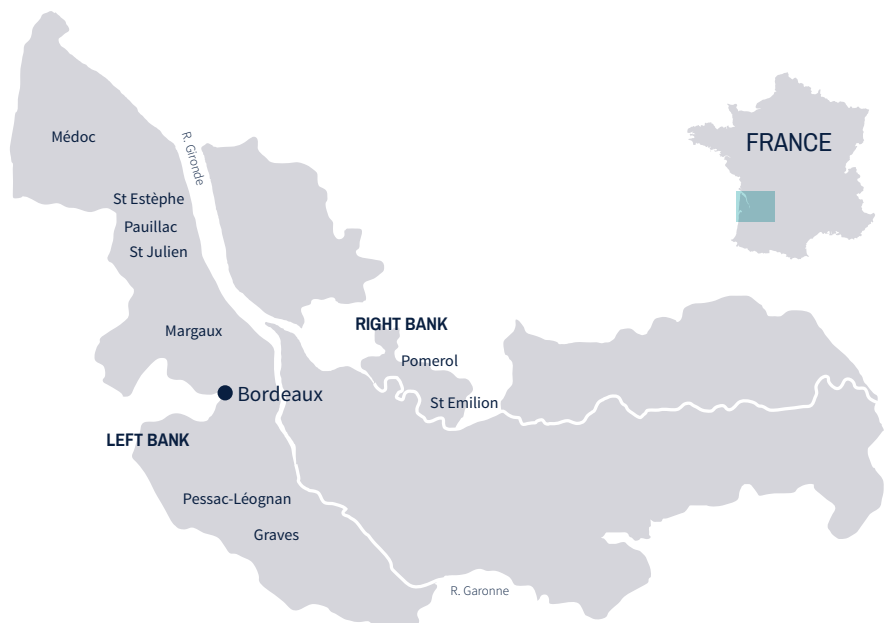 Médoc
R. Gironde
FRANCE
St Estèphe
Pauillac
St Julien
Margaux
RIGHT BANK
Pomerol
Bordeaux
St Emilion
LEFT BANK
Pessac-Léognan
Graves
R. Garonne